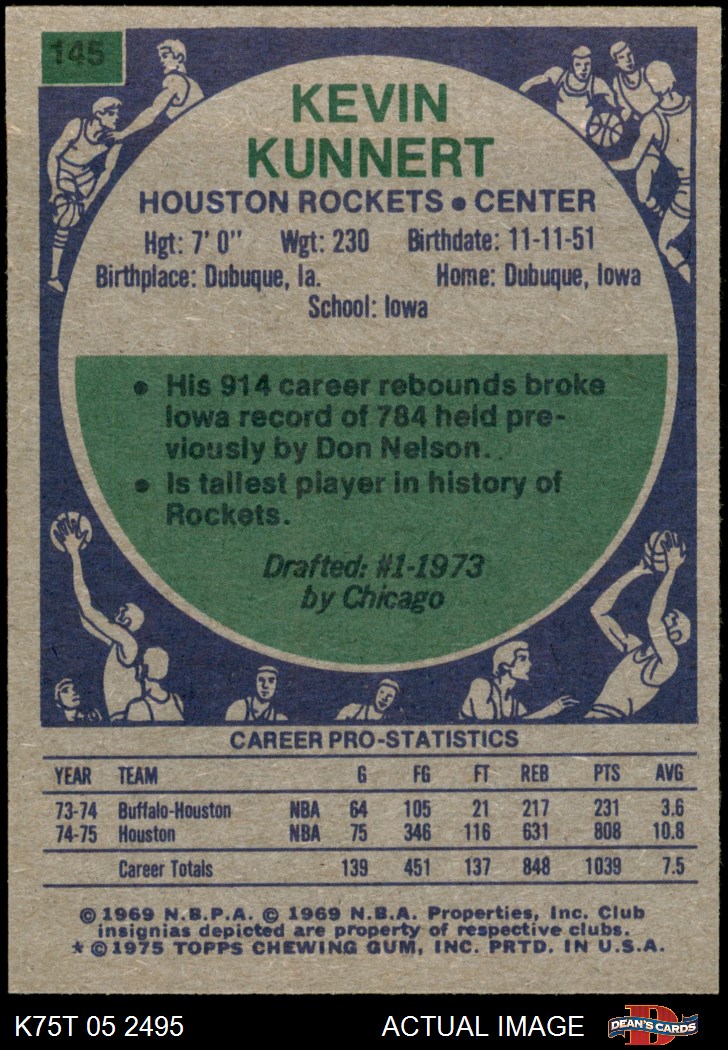 145
KEVIN
KUNNERT
HOUSTON ROCKETS • CENTER
Hgt: 7' 0" Wgt: 230 Birthdate: 11-11-51
Birthplace: Dubuque, Ia. Home: Dubuque, Iowa
School: Iowa
• His 914 career rebounds broke
Iowa record of 784 held pre-
viously by Don Nelson.
• Is tallest player in history of
Rockets.
Drafted: #1-1973
by Chicago
CAREER PRO-STATISTICS
YEAR TEAM G FG FT REB PTS AVG
73-74 Buffalo-Houston NBA 64 105 21 217 231 3.6
74-75 Houston NBA 75 346 116 631 808 10.8
Career Totals 139 451 137 848 1039 7.5
© 1969 N.B.P.A. © 1969 N.B.A. Properties, Inc. Club
insignias depicted are property of respective clubs.
* © 1975 TOPPS CHEWING GUM, INC. PRTD. IN U.S.A.
K75T 05 2495 ACTUAL IMAGE D DEAN'S CARDS